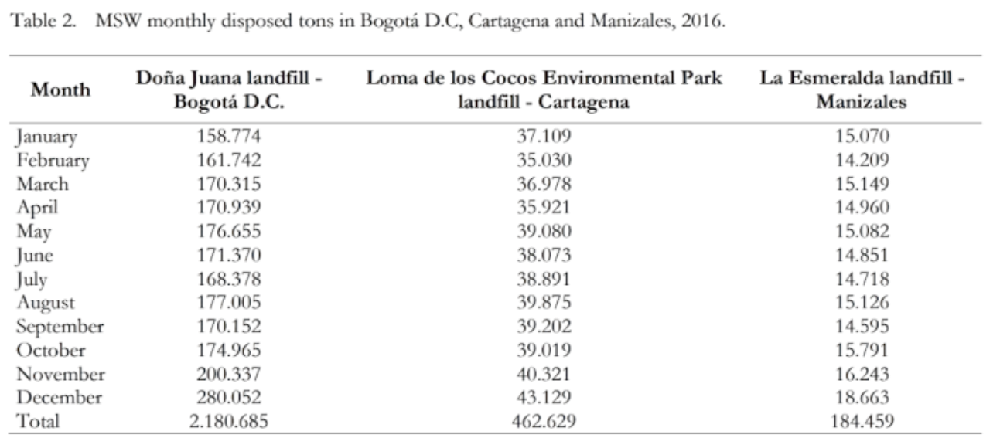 Table 2. MSW monthly disposed tons in Bogotá D.C, Cartagena and Manizales, 2016.
Month Doña Juana landfill - Bogotá D.C. Loma de los Cocos Environmental Park landfill - Cartagena La Esmeralda landfill - Manizales
January 158.774 37.109 15.070
February 161.742 35.030 14.209
March 170.315 36.978 15.149
April 170.939 35.921 14.960
May 176.655 39.080 15.082
June 171.370 38.073 14.851
July 168.378 38.891 14.718
August 177.005 39.875 15.126
September 170.152 39.202 14.595
October 174.965 39.019 15.791
November 200.337 40.321 16.243
December 280.052 43.129 18.663
Total 2.180.685 462.629 184.459